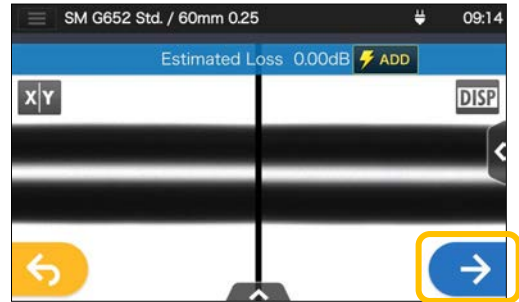 SM G652 Std. / 60mm 0.25 09:14
Estimated Loss 0.00dB ADD
X Y DISP